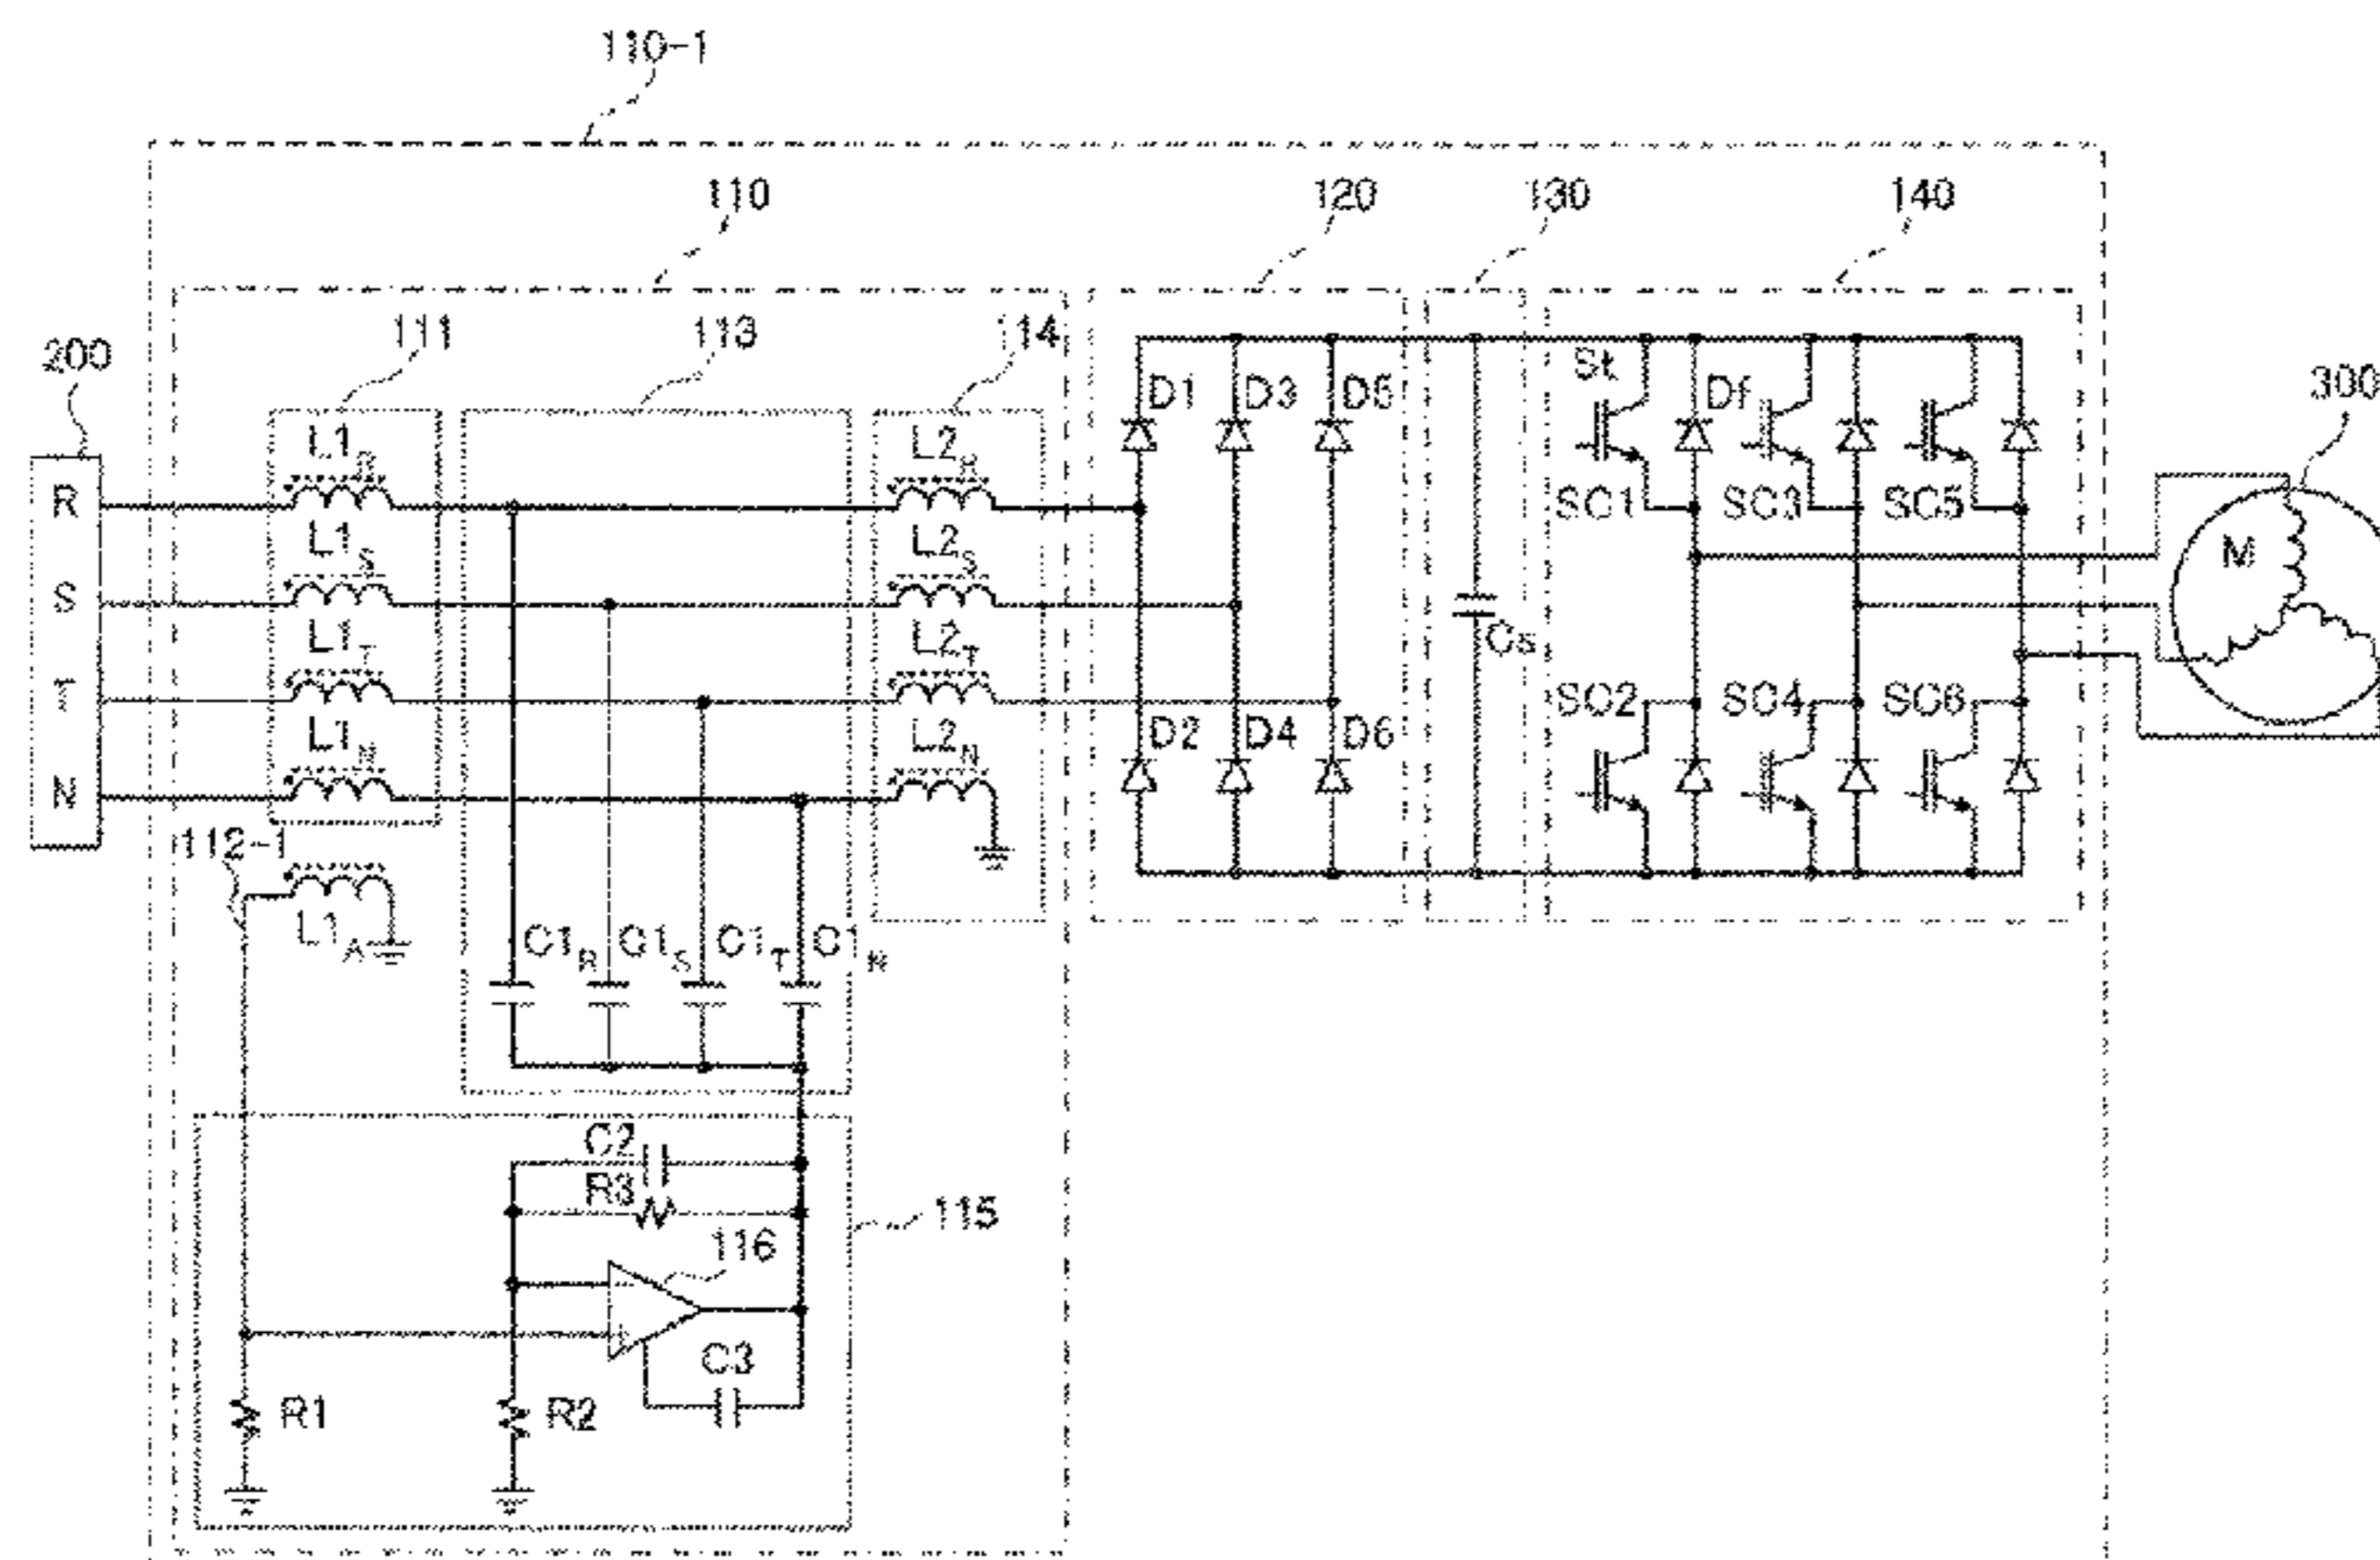 110-1
110
120
130
140
111
113
114
200
300
R
S
T
N
L1R
L1S
L1T
L1N
L2R
L2S
L2T
L2N
D1
D3
D5
D2
D4
D6
Cs
St
Df
SC1
SC3
SC5
SC2
SC4
SC6
M
112-1
L1A
C1R
C1S
C1T
C1N
C2
R3
116
115
C3
R1
R2